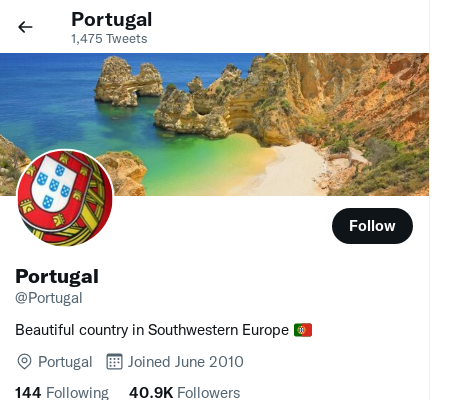 Portugal
1,475 Tweets
Follow
Portugal
@Portugal
Beautiful country in Southwestern Europe 🇵🇹
Portugal Joined June 2010
144 Following 40.9K Followers